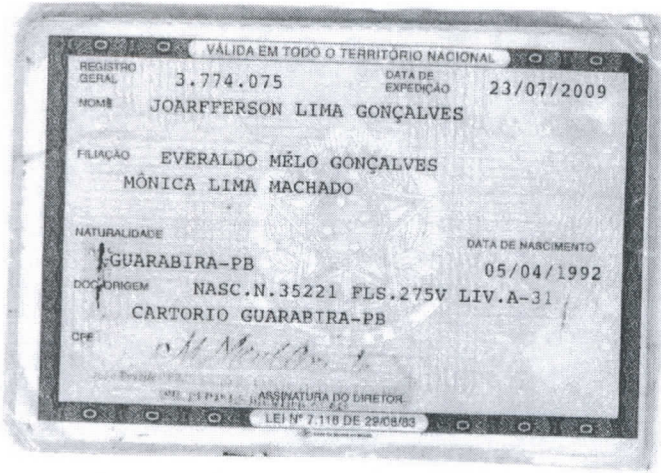 VÁLIDA EM TODO O TERRITÓRIO NACIONAL
REGISTRO GERAL 3.774.075 DATA DE EXPEDIÇÃO 23/07/2009
NOME JOARFFERSON LIMA GONÇALVES
FILIAÇÃO EVERALDO MÉLO GONÇALVES
MÔNICA LIMA MACHADO
NATURALIDADE DATA DE NASCIMENTO
GUARABIRA-PB 05/04/1992
DOC ORIGEM NASC.N.35221 FLS.275V LIV.A-31
CARTORIO GUARABIRA-PB
CPF
ASSINATURA DO DIRETOR
LEI Nº 7.116 DE 29/08/83